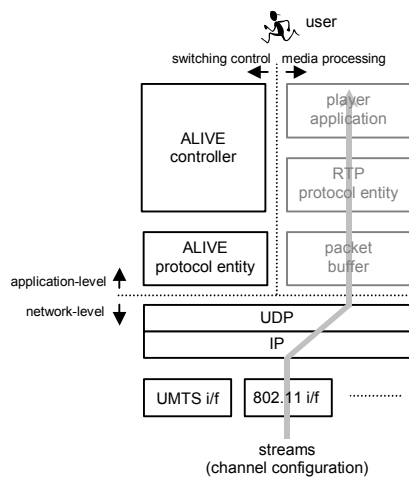 user
switching control
media processing
ALIVE
controller
player
application
RTP
protocol entity
ALIVE
protocol entity
packet
buffer
application-level
network-level
UDP
IP
UMTS i/f
802.11 i/f
streams
(channel configuration)